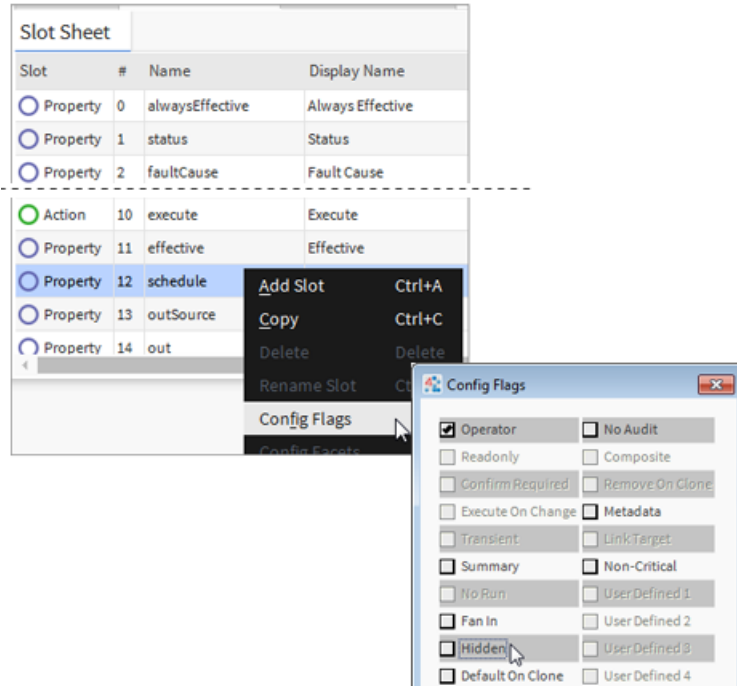 Slot Sheet
Slot # Name Display Name
Property 0 alwaysEffective Always Effective
Property 1 status Status
Property 2 faultCause Fault Cause
Action 10 execute Execute
Property 11 effective Effective
Property 12 schedule
Property 13 outSource
Property 14 out
Add Slot Ctrl+A
Copy Ctrl+C
Delete Delete
Rename Slot Ct
Config Flags
Config Facets
Config Flags
Operator No Audit
Readonly Composite
Confirm Required Remove On Clone
Execute On Change Metadata
Transient Link Target
Summary Non-Critical
No Run User Defined 1
Fan In User Defined 2
Hidden User Defined 3
Default On Clone User Defined 4